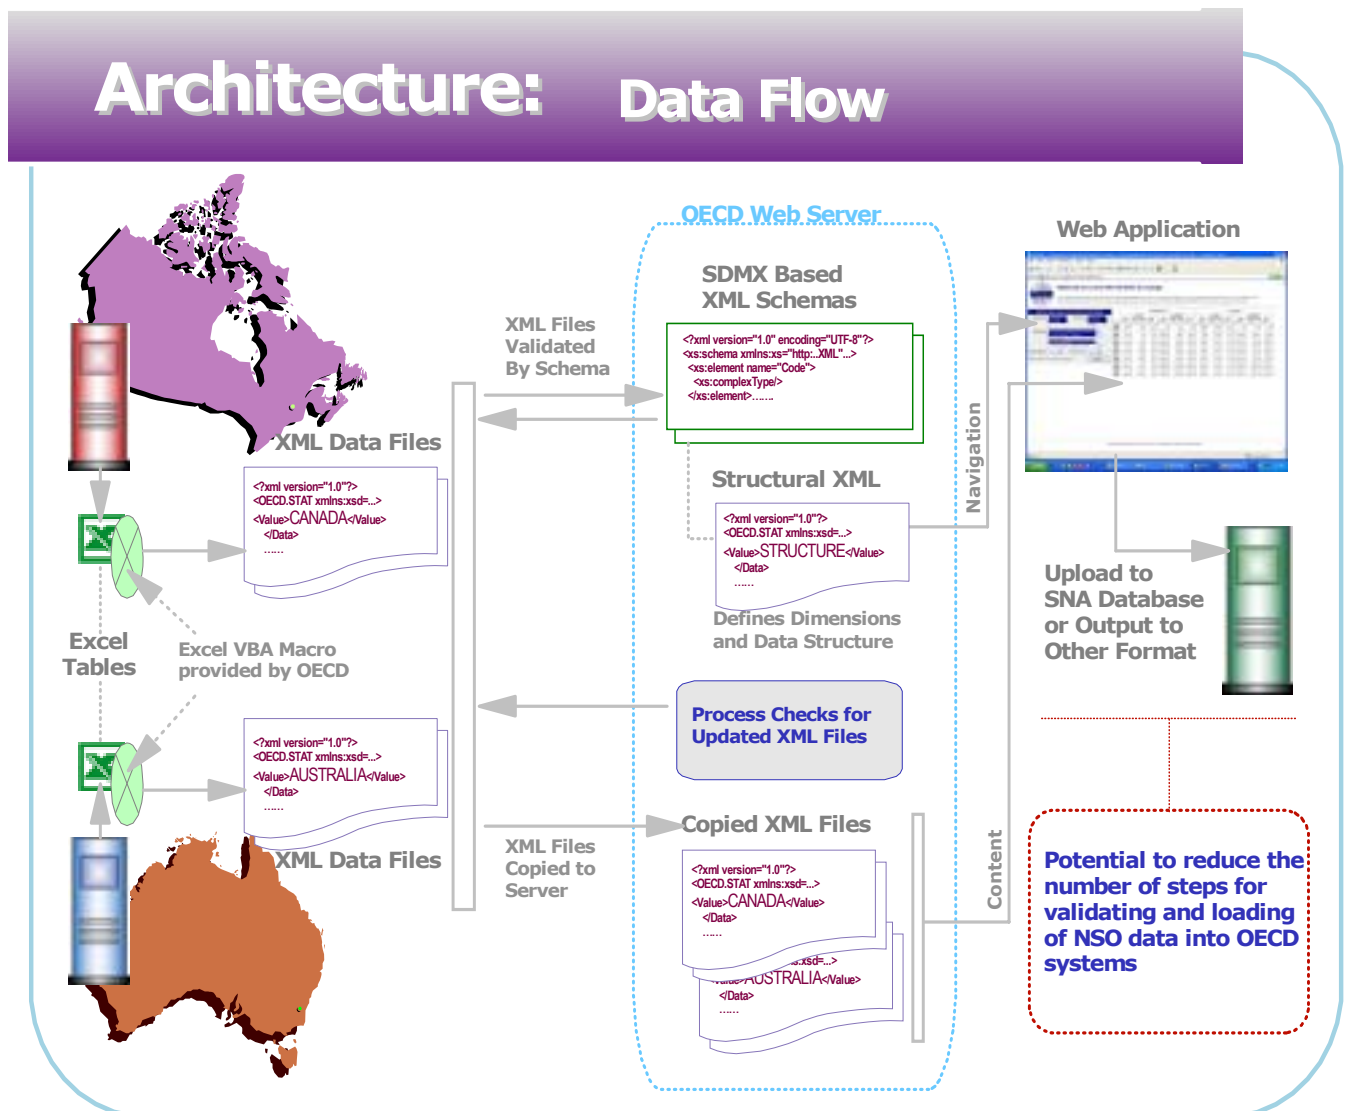 Architecture: Data Flow
OECD Web Server
Web Application
SDMX Based
XML Schemas
XML Files
Validated
By Schema
<?xml version="1.0" encoding="UTF-8"?>
<xs:schema xmlns:xs="http:..XML"...>
<xs:element name="Code">
<xs:complexType/>
</xs:element>.......
XML Data Files
<?xml version="1.0"?>
<OECD.STAT xmlns:xsd=...>
<Value>CANADA</Value>
</Data>
......
Structural XML
<?xml version="1.0"?>
<OECD.STAT xmlns:xsd=...>
<Value>STRUCTURE</Value>
</Data>
......
Defines Dimensions
and Data Structure
Navigation
Upload to
SNA Database
or Output to
Other Format
Excel
Tables
Excel VBA Macro
provided by OECD
Process Checks for
Updated XML Files
<?xml version="1.0"?>
<OECD.STAT xmlns:xsd=...>
<Value>AUSTRALIA</Value>
</Data>
......
XML Data Files
XML Files
Copied to
Server
Copied XML Files
<?xml version="1.0"?>
<OECD.STAT xmlns:xsd=...>
<Value>CANADA</Value>
</Data>
......
xsd=...>
AUSTRALIA</Value>
</Data>
......
Content
Potential to reduce the
number of steps for
validating and loading
of NSO data into OECD
systems